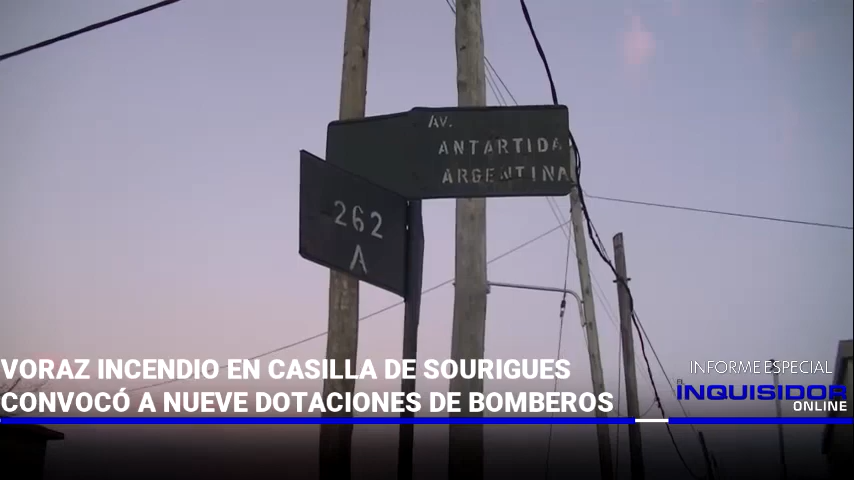 AV.
ANTARTIDA
ARGENTINA
262
A
VORAZ INCENDIO EN CASILLA DE SOURIGUES
CONVOCÓ A NUEVE DOTACIONES DE BOMBEROS
INFORME ESPECIAL
EL
INQUISIDOR
ONLINE